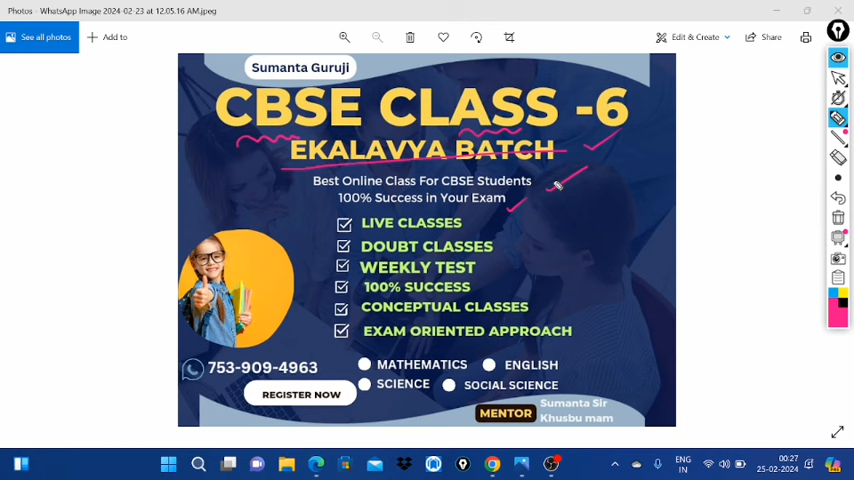 Photos - WhatsApp Image 2024-02-23 at 12.05.16 AM.jpeg
See all photos
Add to
Edit & Create
Share
Sumanta Guruji
CBSE CLASS -6
EKALAVYA BATCH
Best Online Class For CBSE Students
100% Success in Your Exam
LIVE CLASSES
DOUBT CLASSES
WEEKLY TEST
100% SUCCESS
CONCEPTUAL CLASSES
EXAM ORIENTED APPROACH
753-909-4963
MATHEMATICS
ENGLISH
REGISTER NOW
SCIENCE
SOCIAL SCIENCE
MENTOR
Sumanta Sir
Khusbu mam
ENG
IN
00:27
25-02-2024